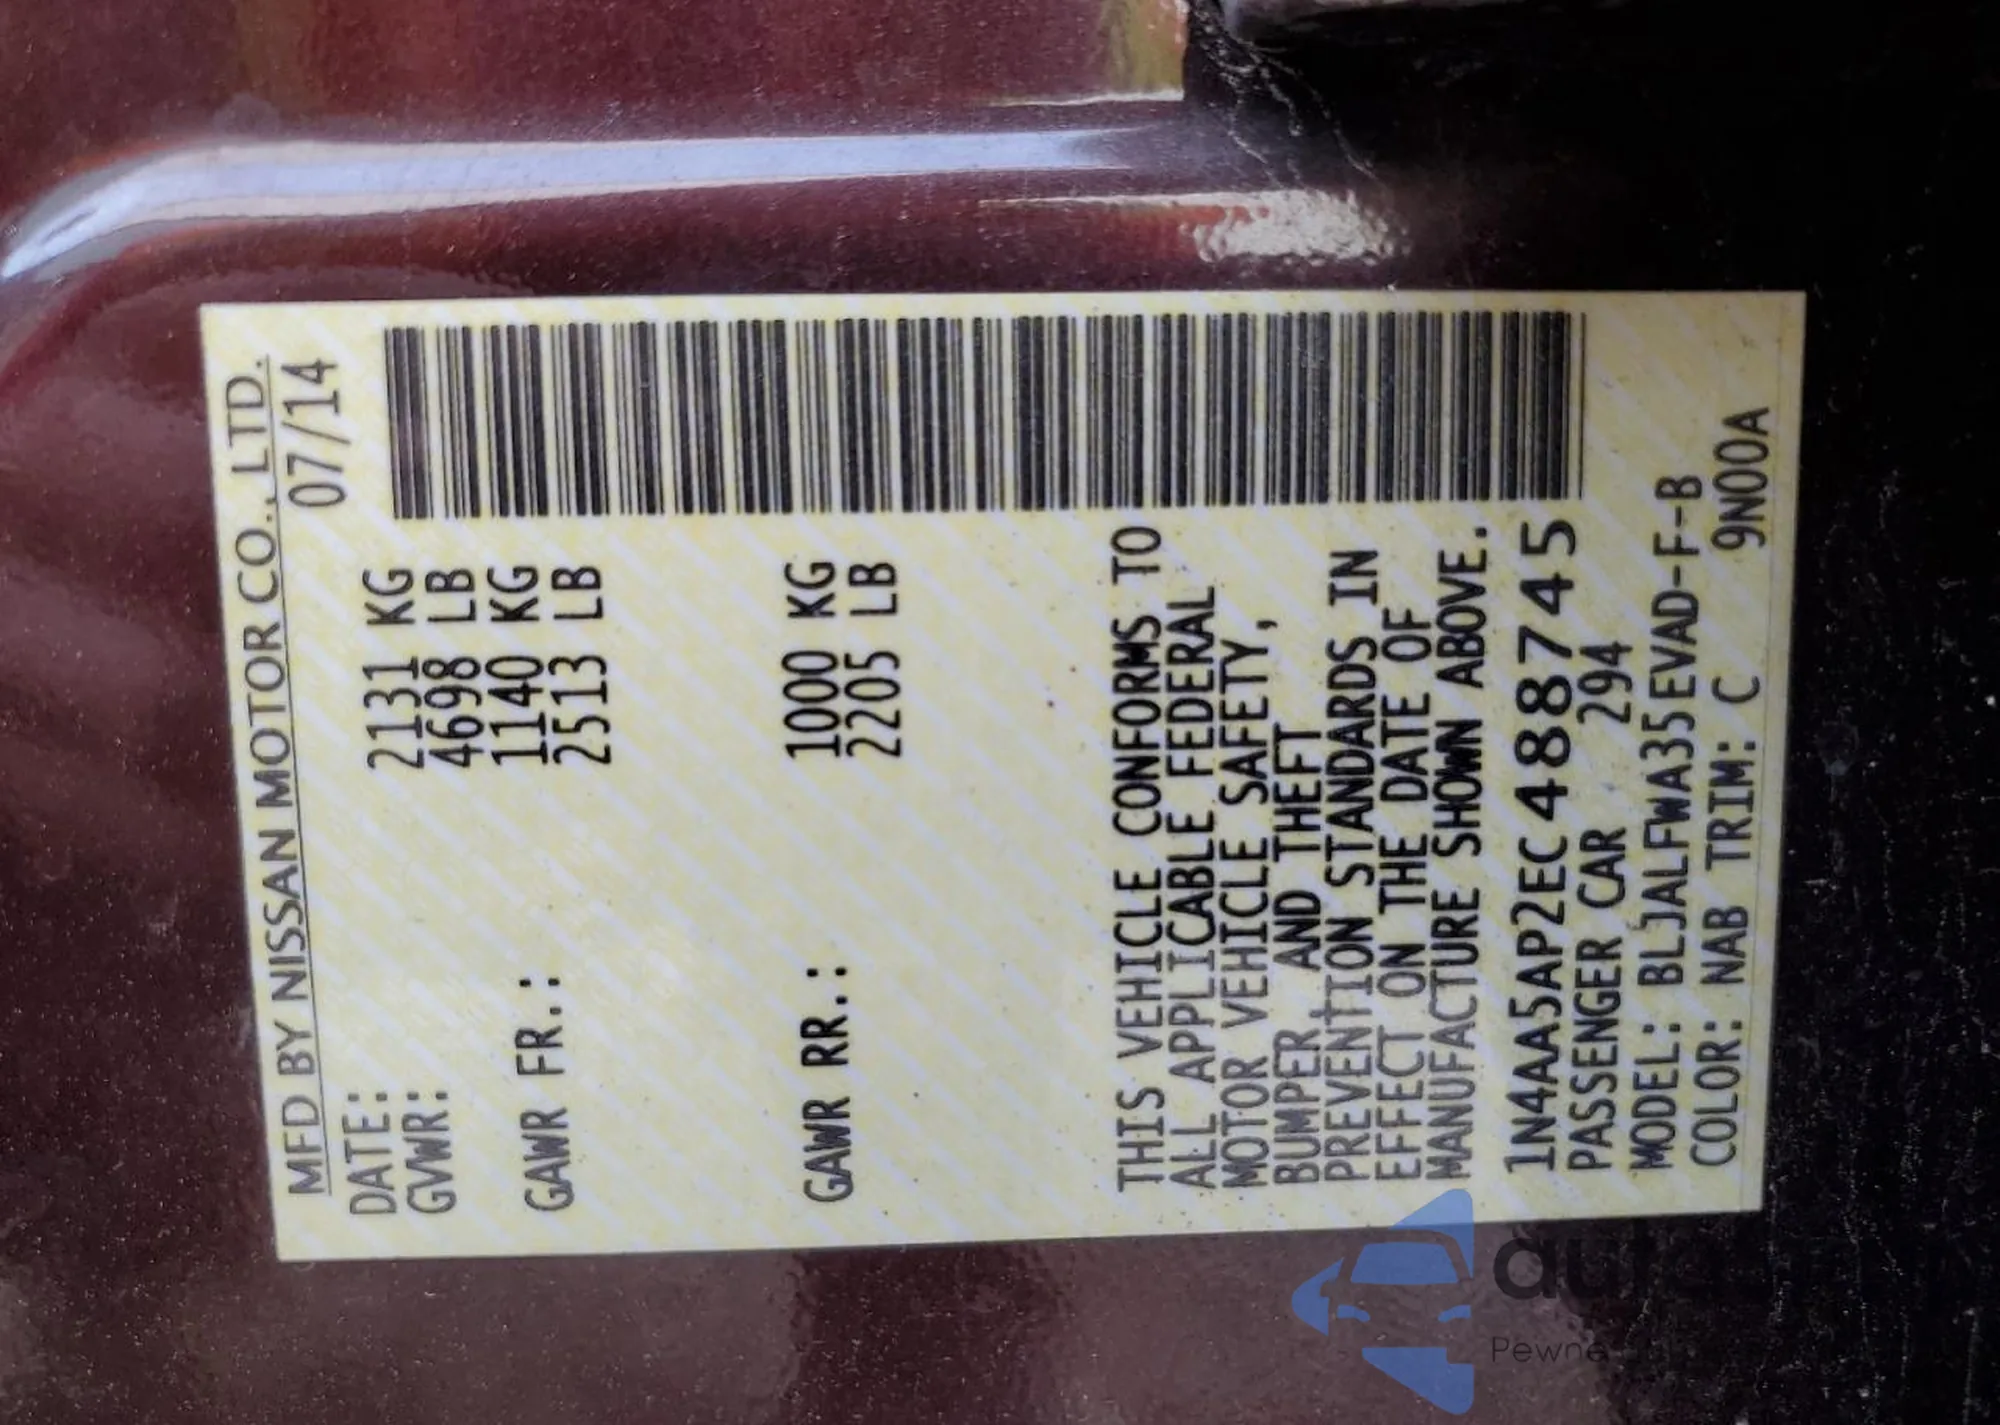 MFD BY NISSAN MOTOR CO., LTD.
DATE: 07/14
GVWR: 2131 KG
4698 LB
GAWR FR.: 1140 KG
2513 LB
GAWR RR.: 1000 KG
2205 LB
THIS VEHICLE CONFORMS TO
ALL APPLICABLE FEDERAL
MOTOR VEHICLE SAFETY,
BUMPER, AND THEFT
PREVENTION STANDARDS IN
EFFECT ON THE DATE OF
MANUFACTURE SHOWN ABOVE.
1N4AA5AP2EC488745
PASSENGER CAR 294
MODEL: BLJALFWA35EVAD-F-B
COLOR: NAB TRIM: C 9N00A
Pewne